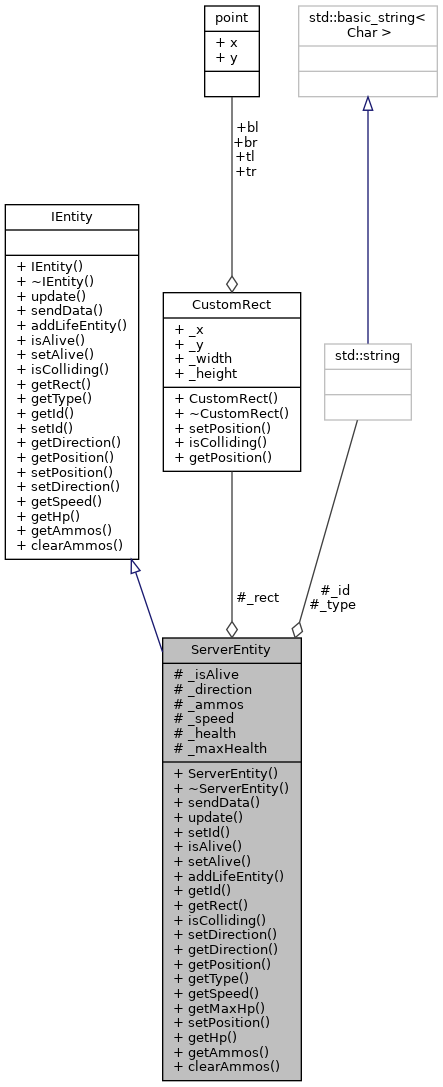 point
+ x
+ y
std::basic_string<
Char >
+bl
+br
+tl
+tr
IEntity
+ IEntity()
+ ~IEntity()
+ update()
+ sendData()
+ addLifeEntity()
+ isAlive()
+ setAlive()
+ isColliding()
+ getRect()
+ getType()
+ getId()
+ setId()
+ getDirection()
+ getPosition()
+ setPosition()
+ setDirection()
+ getSpeed()
+ getHp()
+ getAmmos()
+ clearAmmos()
CustomRect
+ _x
+ _y
+ _width
+ _height
+ CustomRect()
+ ~CustomRect()
+ setPosition()
+ isColliding()
+ getPosition()
std::string
#_rect
#_id
#_type
ServerEntity
# _isAlive
# _direction
# _ammos
# _speed
# _health
# _maxHealth
+ ServerEntity()
+ ~ServerEntity()
+ sendData()
+ update()
+ setId()
+ isAlive()
+ setAlive()
+ addLifeEntity()
+ getId()
+ getRect()
+ isColliding()
+ setDirection()
+ getDirection()
+ getPosition()
+ getType()
+ getSpeed()
+ getMaxHp()
+ setPosition()
+ getHp()
+ getAmmos()
+ clearAmmos()